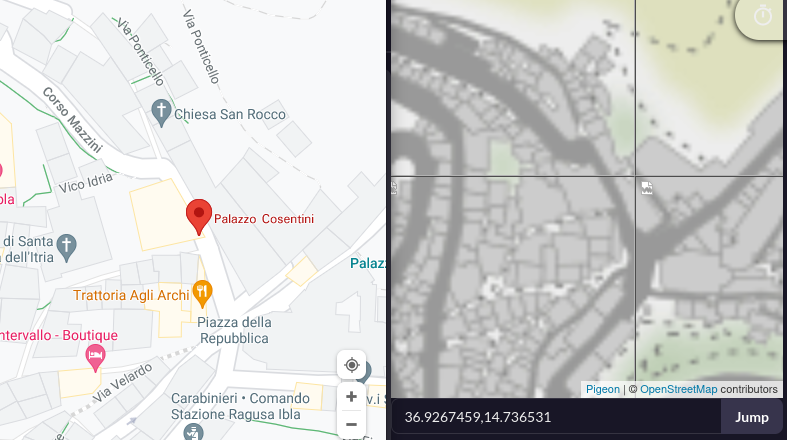 Via Ponticello
Via Ponticello
Corso Mazzini
Chiesa San Rocco
Vico Idria
ola
Palazzo Cosentini
di Santa
dell'Itria
Palaz
Trattoria Agli Archi
Piazza della
Repubblica
ntervallo - Boutique
Via Velardo
Carabinieri • Comando
Stazione Ragusa Ibla
v.i S
+
−
Pigeon | © OpenStreetMap contributors
36.9267459,14.736531
Jump